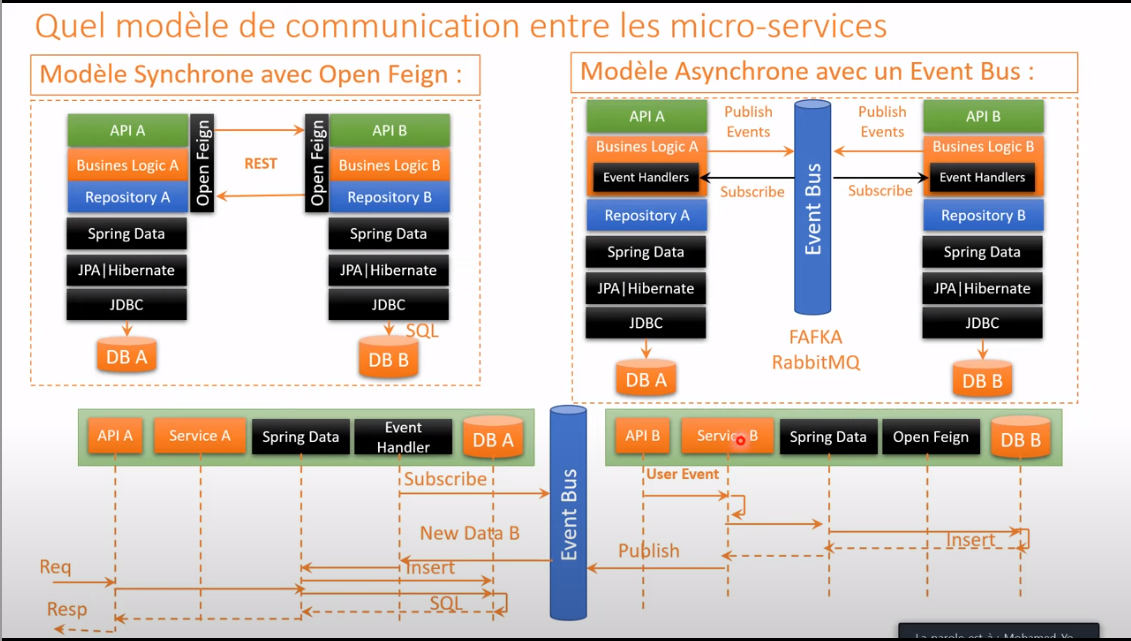 Quel modèle de communication entre les micro-services
Modèle Synchrone avec Open Feign :
API A
Busines Logic A
Repository A
Open Feign
REST
Open Feign
API B
Busines Logic B
Repository B
Spring Data
JPA|Hibernate
JDBC
DB A
Spring Data
JPA|Hibernate
JDBC
SQL
DB B
Modèle Asynchrone avec un Event Bus :
API A
Busines Logic A
Event Handlers
Repository A
Spring Data
JPA|Hibernate
JDBC
DB A
Publish
Events
Subscribe
Event Bus
FAFKA
RabbitMQ
Publish
Events
Subscribe
API B
Busines Logic B
Event Handlers
Repository B
Spring Data
JPA|Hibernate
JDBC
DB B
API A
Service A
Spring Data
Event
Handler
DB A
Subscribe
New Data B
Insert
Req
SQL
Resp
Event Bus
API B
Service B
Spring Data
Open Feign
DB B
User Event
Insert
Publish
La parole est à : Mohamed Yo